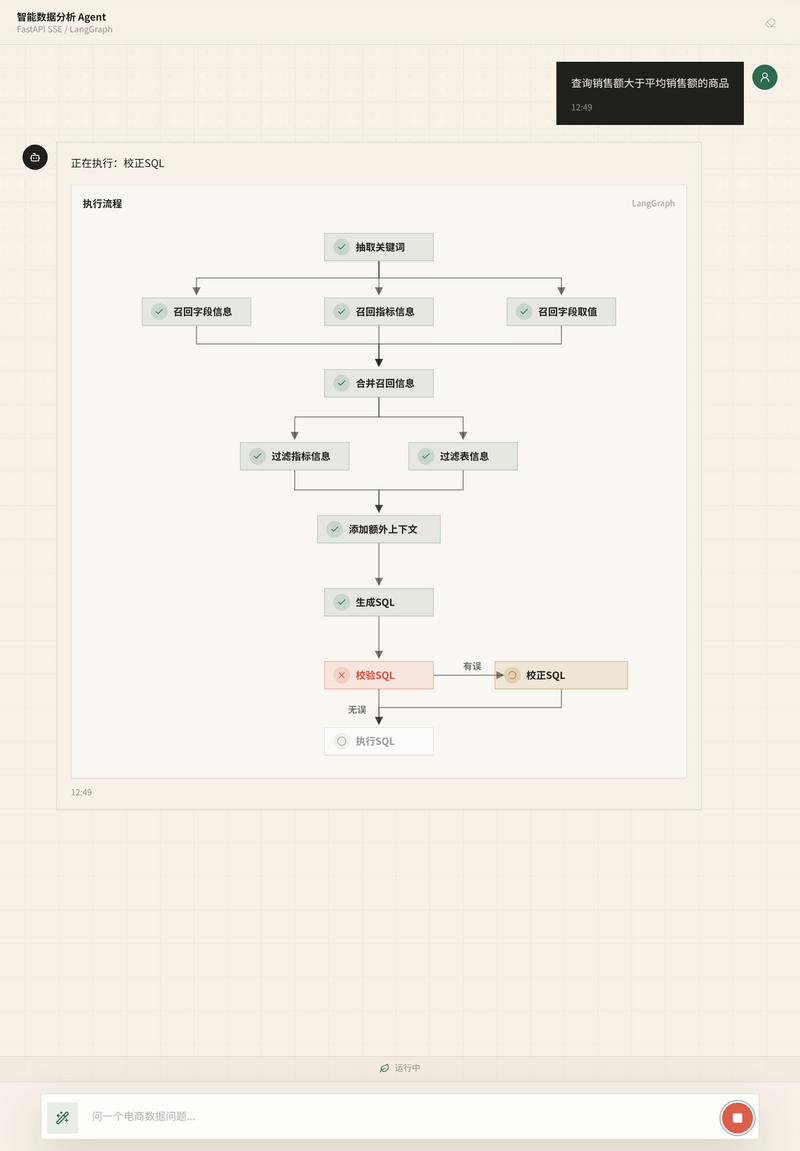 智能数据分析 Agent
FastAPI SSE / LangGraph
查询销售额大于平均销售额的商品
12:49
正在执行：校正SQL
执行流程
LangGraph
抽取关键词
召回字段信息
召回指标信息
召回字段取值
合并召回信息
过滤指标信息
过滤表信息
添加额外上下文
生成SQL
校验SQL
有误
校正SQL
无误
执行SQL
12:49
运行中
问一个电商数据问题...